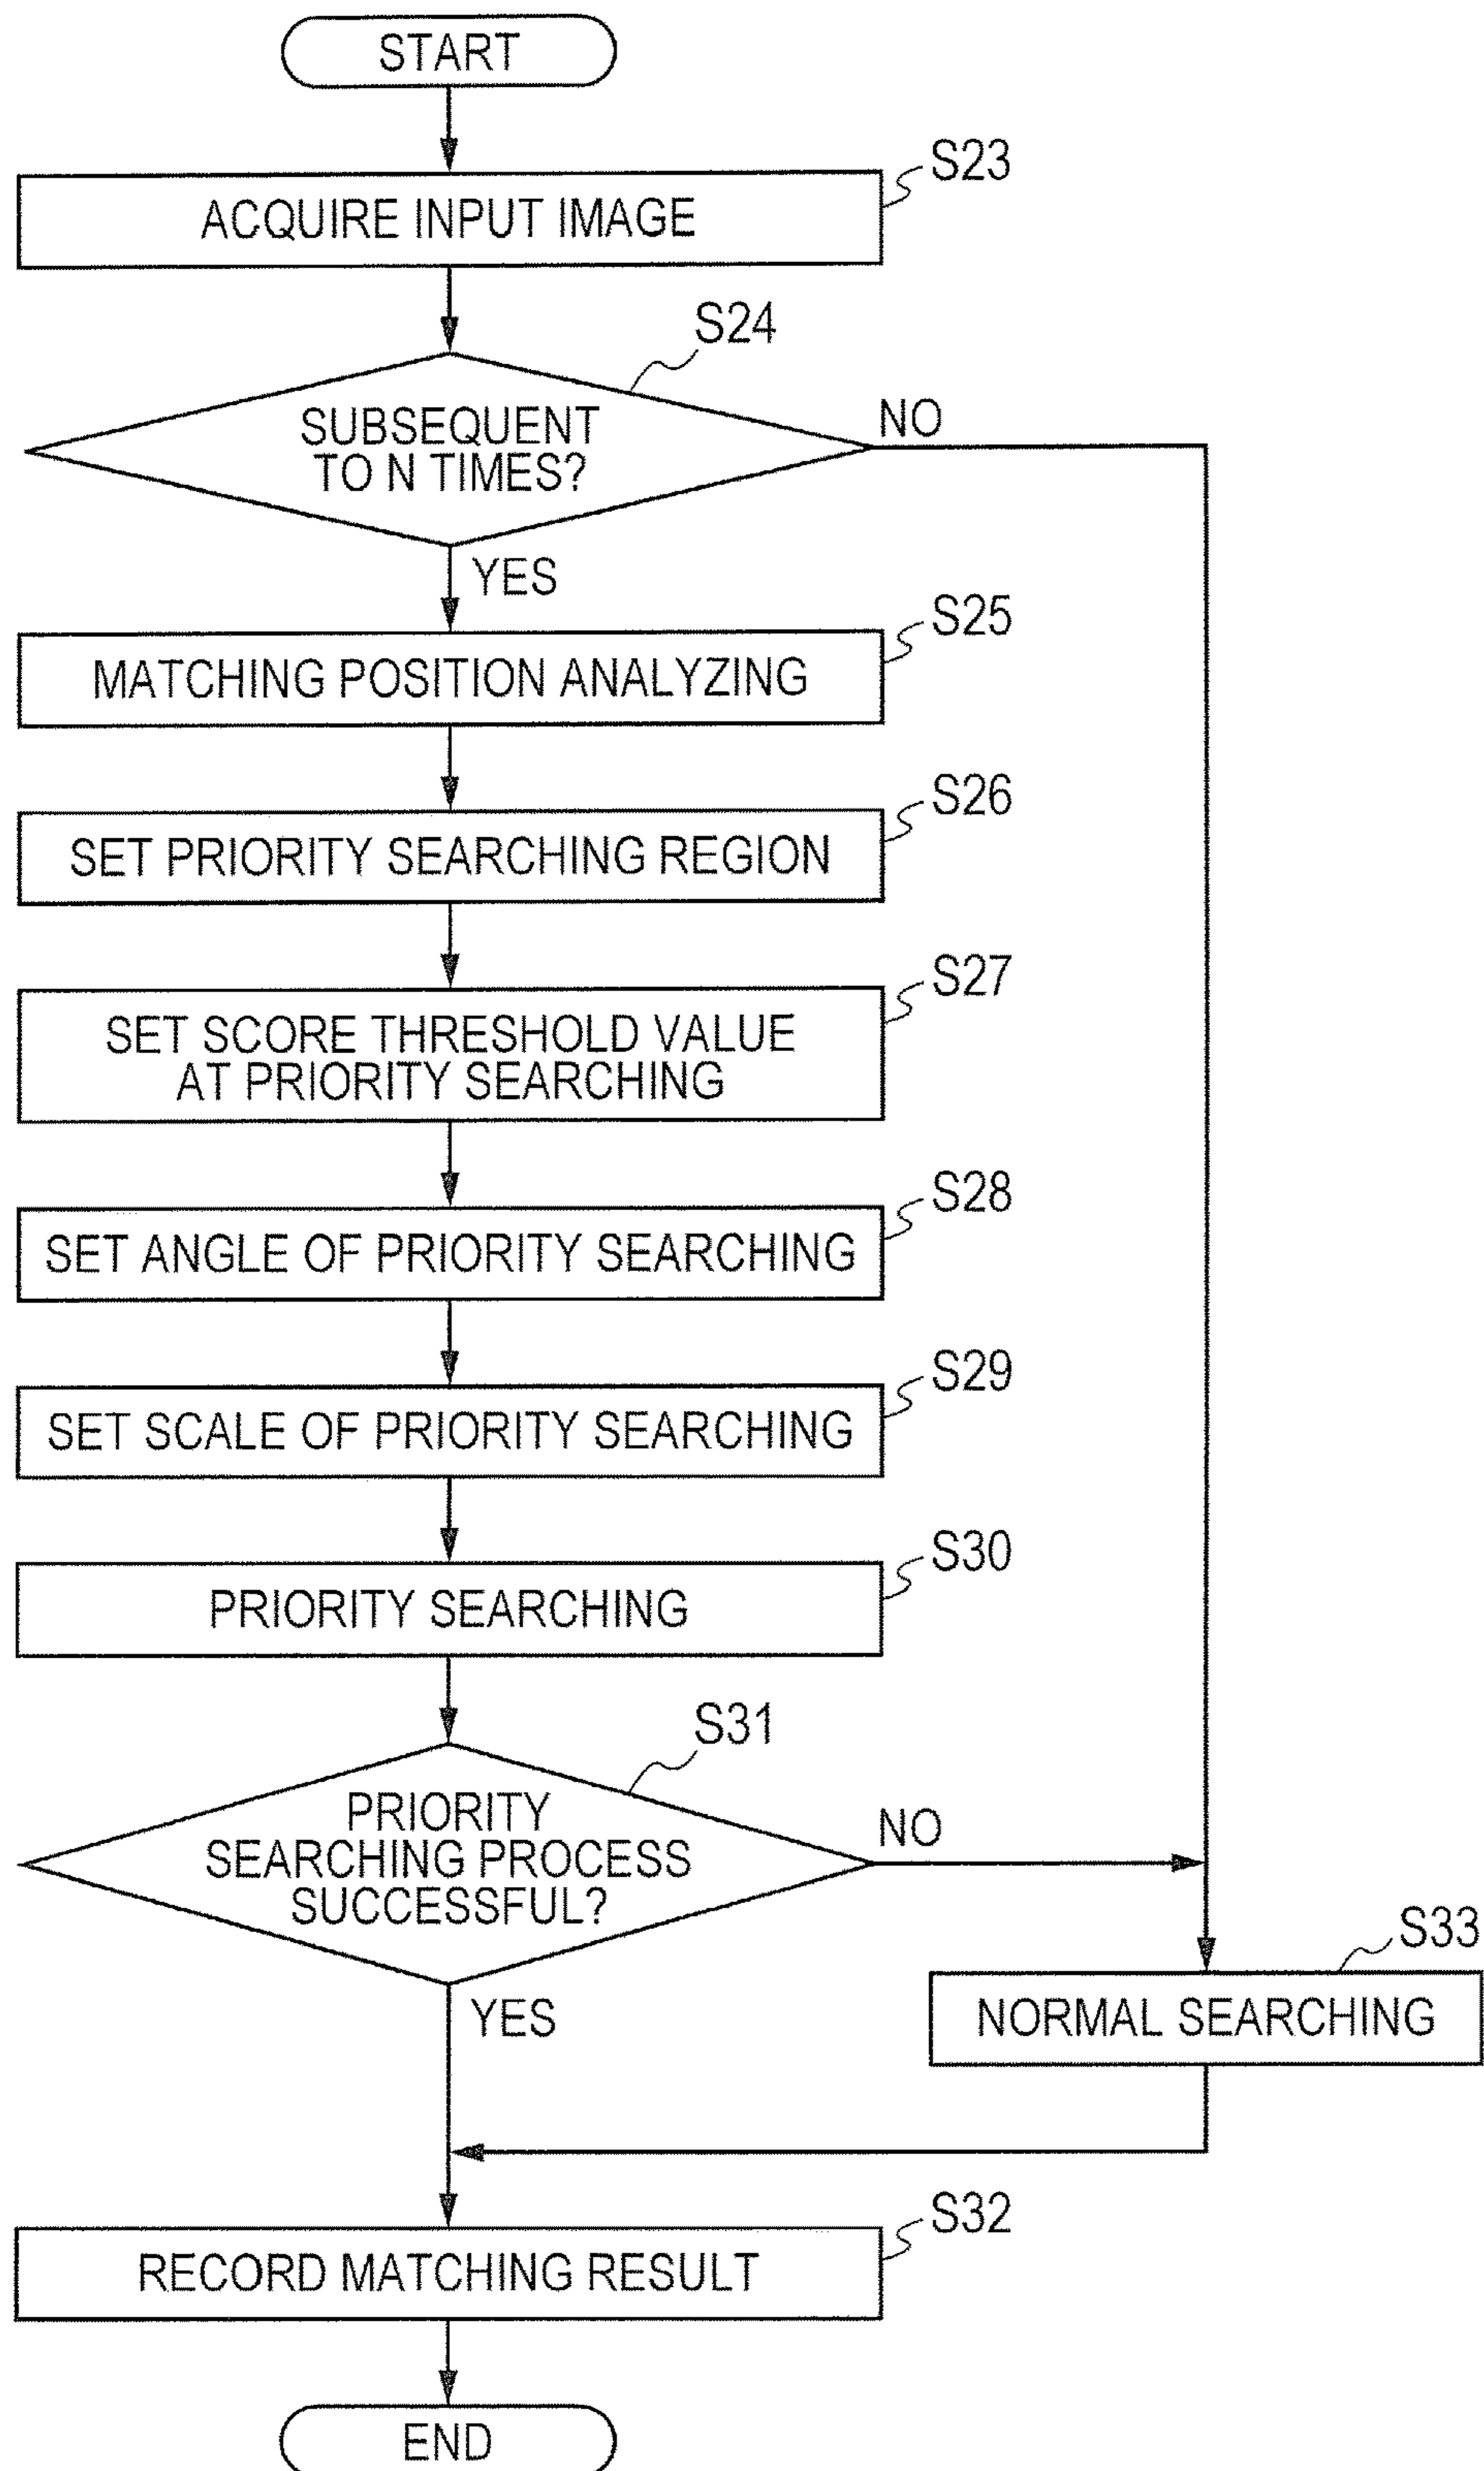 START
S23
ACQUIRE INPUT IMAGE
S24
SUBSEQUENT
TO N TIMES?
NO
YES
S25
MATCHING POSITION ANALYZING
S26
SET PRIORITY SEARCHING REGION
S27
SET SCORE THRESHOLD VALUE
AT PRIORITY SEARCHING
S28
SET ANGLE OF PRIORITY SEARCHING
S29
SET SCALE OF PRIORITY SEARCHING
S30
PRIORITY SEARCHING
S31
PRIORITY
SEARCHING PROCESS
SUCCESSFUL?
NO
YES
S33
NORMAL SEARCHING
S32
RECORD MATCHING RESULT
END